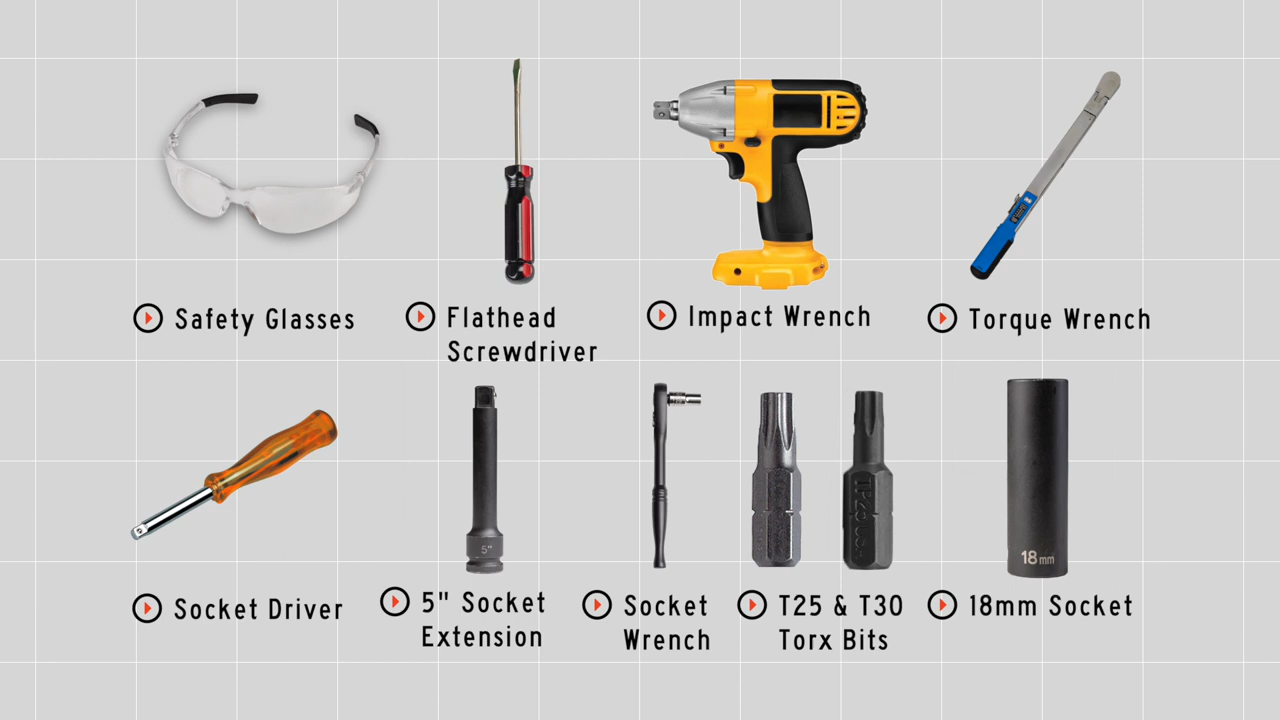 Safety Glasses
Flathead
Screwdriver
Impact Wrench
Torque Wrench
5"
18mm
Socket Driver
5" Socket
Extension
Socket
Wrench
T25 & T30
Torx Bits
18mm Socket